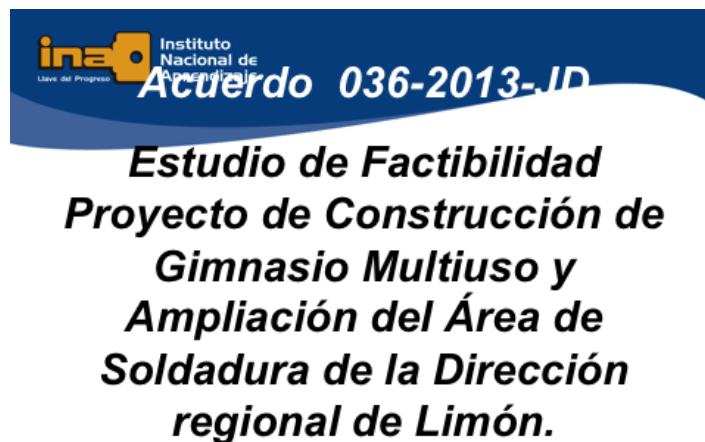 ina
Llave del Progreso
Instituto
Nacional de
Aprendizaje
Acuerdo 036-2013-JD
Estudio de Factibilidad
Proyecto de Construcción de
Gimnasio Multiuso y
Ampliación del Área de
Soldadura de la Dirección
regional de Limón.